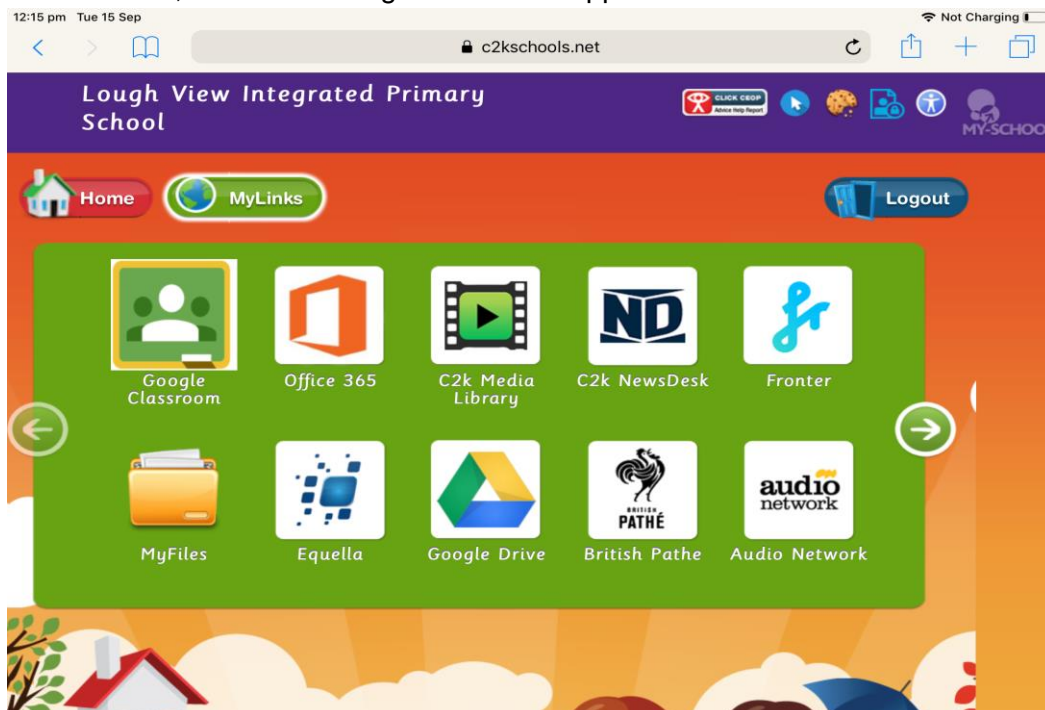 12:15 pm Tue 15 Sep
Not Charging
c2kschools.net
Lough View Integrated Primary
School
CLICK CEOP
Advice Help Report
MY-SCHOO
Home
MyLinks
Logout
Google
Classroom
Office 365
C2k Media
Library
ND
C2k NewsDesk
fr
Fronter
MyFiles
Equella
Google Drive
BRITISH
PATHÉ
British Pathe
audio
network
Audio Network